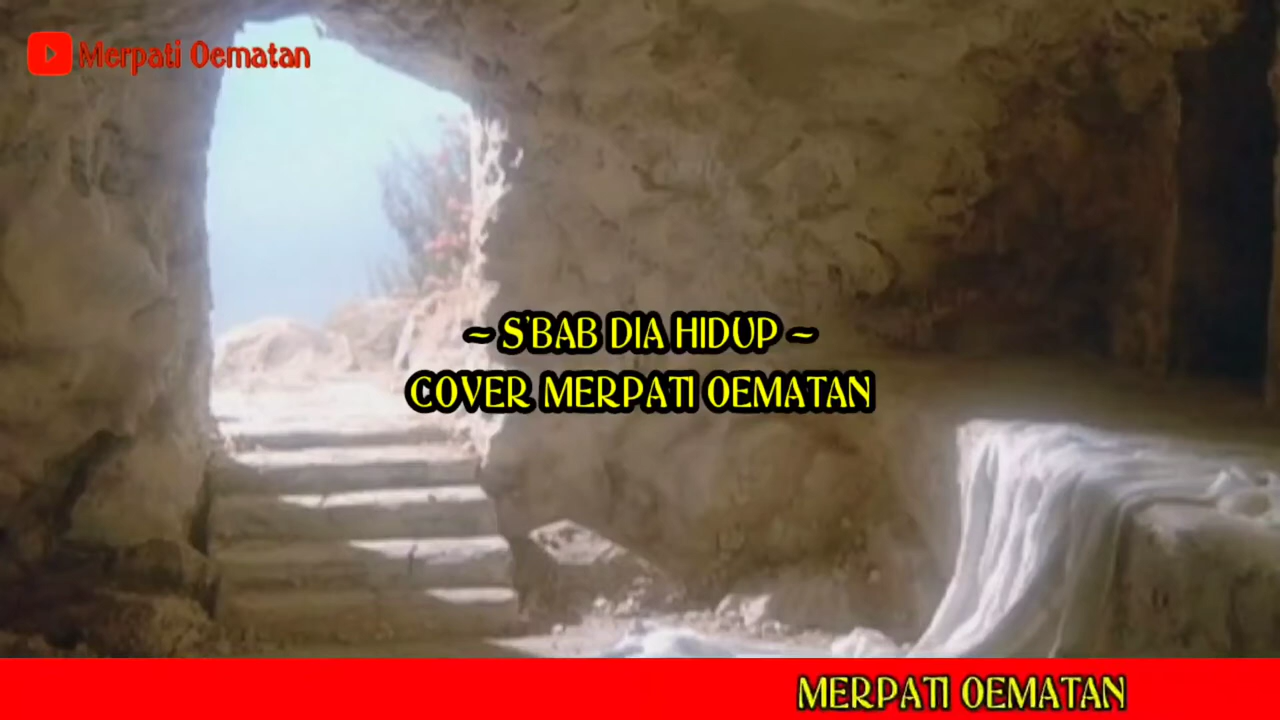 Merpati Oematan
~ S'BAB DIA HIDUP ~
COVER MERPATI OEMATAN
MERPATI OEMATAN